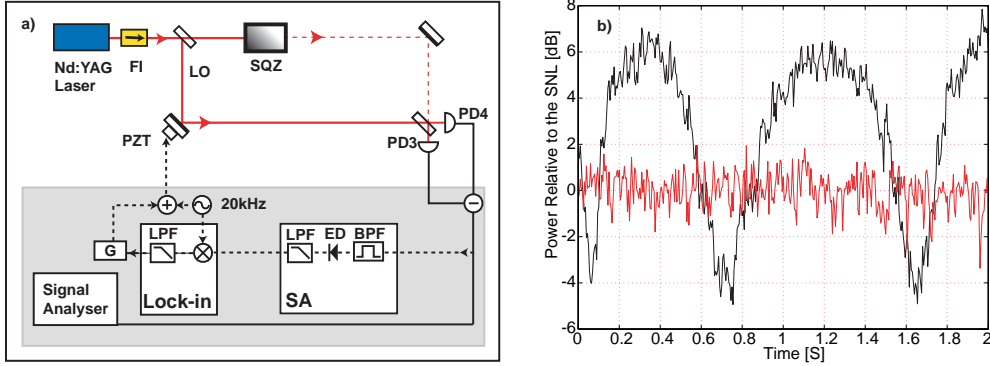 a)
Nd:YAG
Laser
FI
LO
SQZ
PZT
PD4
PD3
+
20kHz
−
G
LPF
Lock-in
LPF ED BPF
SA
Signal
Analyser
b)
Power Relative to the SNL [dB]
8
6
4
2
0
-2
-4
-6
0 0.2 0.4 0.6 0.8 1 1.2 1.4 1.6 1.8 2
Time [S]